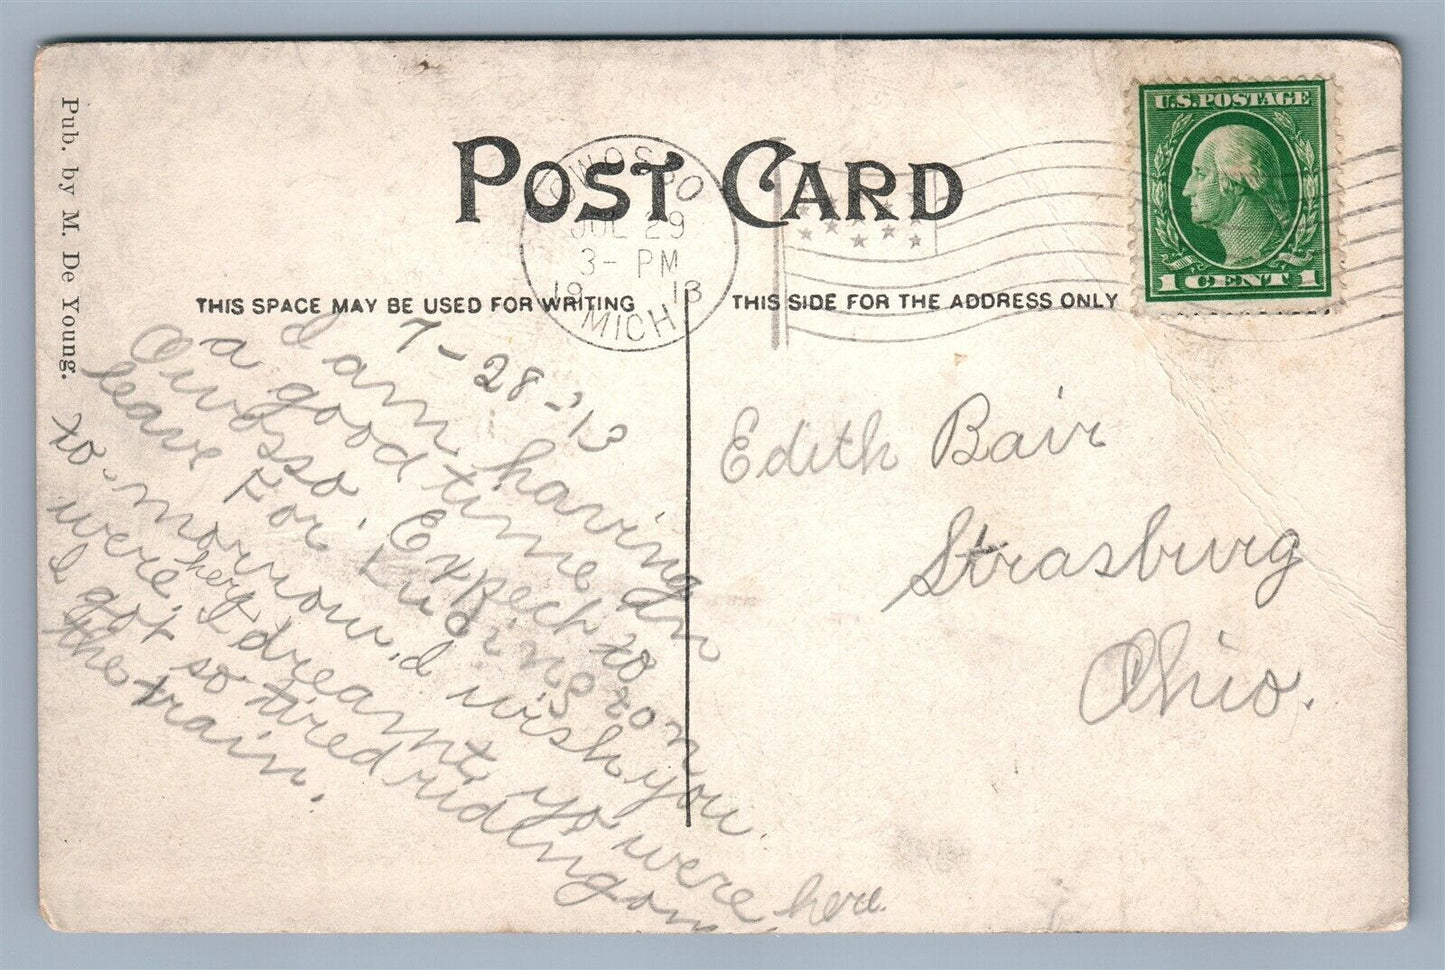 Pub. by M. De Young.
POST CARD
OWOSSO
JUL 29
3- PM
1913
MICH
U.S.POSTAGE
1 CENT 1
THIS SPACE MAY BE USED FOR WRITING
THIS SIDE FOR THE ADDRESS ONLY
7-28-'13
I am having
a good time In
Owosso. Expect to
leave For Ludington
to-morrow. I wish you
were here I dreamt yo were here.
I got so tired riding on
the train.
Edith Bair
Strasburg
Ohio.